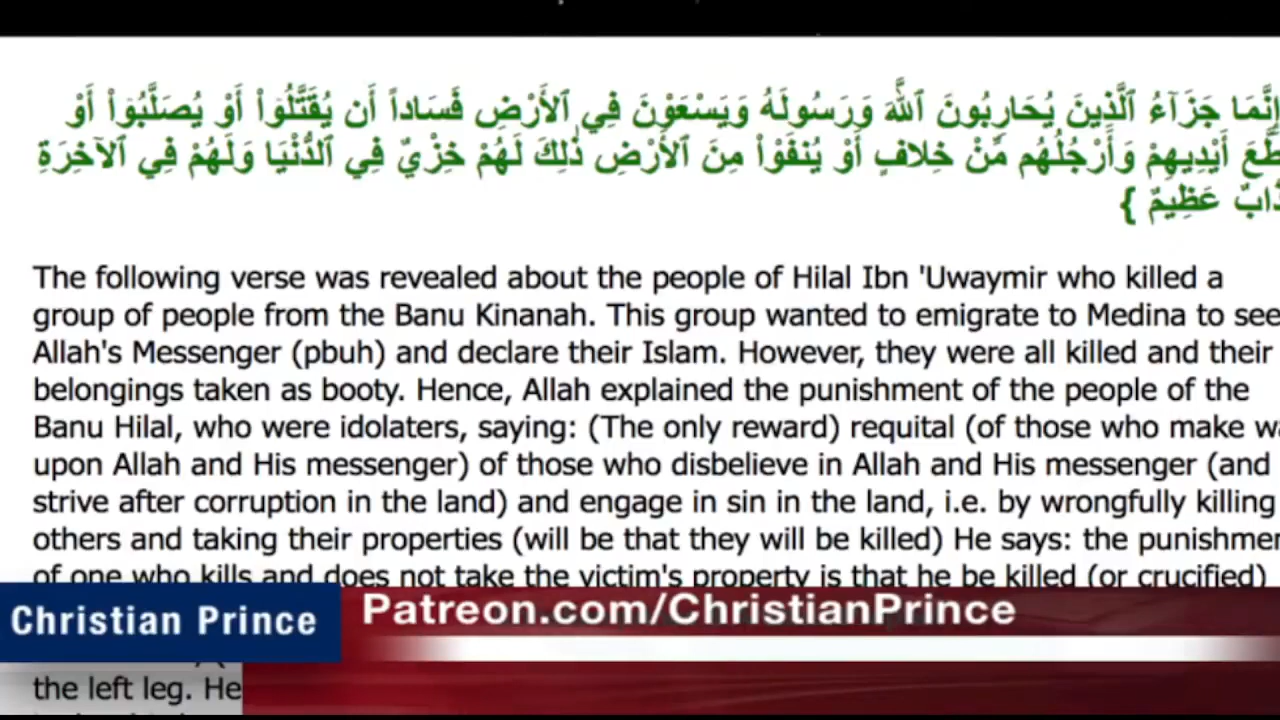 إِنَّمَا جَزَآءُ ٱلَّذِينَ يُحَارِبُونَ ٱللَّهَ وَرَسُولَهُ وَيَسْعَوْنَ فِي ٱلأَرْضِ فَسَاداً أَن يُقَتَّلُوۤاْ أَوْ يُصَلَّبُوۤاْ أَوْ
أَيْدِيهِمْ وَأَرْجُلُهُم مِّنْ خِلافٍ أَوْ يُنفَوْاْ مِنَ ٱلأَرْضِ ذٰلِكَ لَهُمْ خِزْيٌ فِي ٱلدُّنْيَا وَلَهُمْ فِي ٱلآخِرَةِ
عَظِيمٌ }
The following verse was revealed about the people of Hilal Ibn 'Uwaymir who killed a
group of people from the Banu Kinanah. This group wanted to emigrate to Medina to see
Allah's Messenger (pbuh) and declare their Islam. However, they were all killed and their
belongings taken as booty. Hence, Allah explained the punishment of the people of the
Banu Hilal, who were idolaters, saying: (The only reward) requital (of those who make
upon Allah and His messenger) of those who disbelieve in Allah and His messenger (and
strive after corruption in the land) and engage in sin in the land, i.e. by wrongfully killing
others and taking their properties (will be that they will be killed) He says: the
of one who kills and does not take the victim's property is that he be killed (or crucified)
Christian Prince
Patreon.com/ChristianPrince
the left leg. He